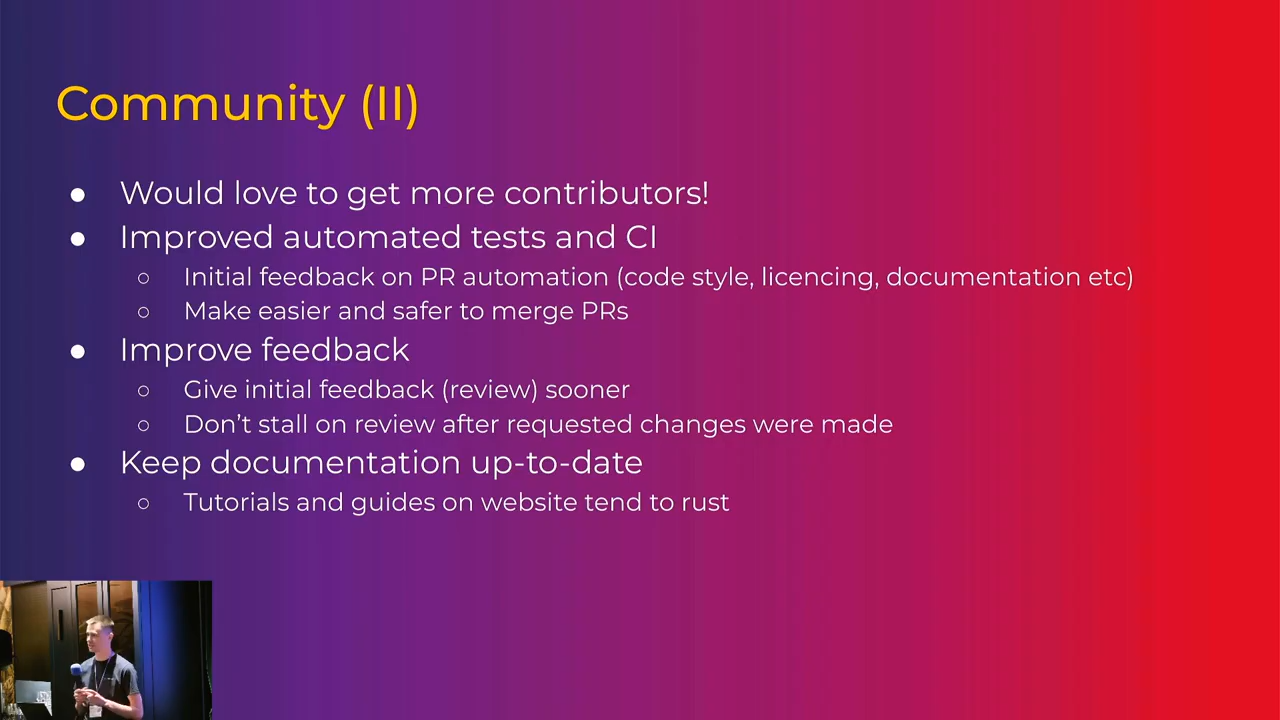 Community (II)
● Would love to get more contributors!
● Improved automated tests and CI
○ Initial feedback on PR automation (code style, licencing, documentation etc)
○ Make easier and safer to merge PRs
● Improve feedback
○ Give initial feedback (review) sooner
○ Don’t stall on review after requested changes were made
● Keep documentation up-to-date
○ Tutorials and guides on website tend to rust